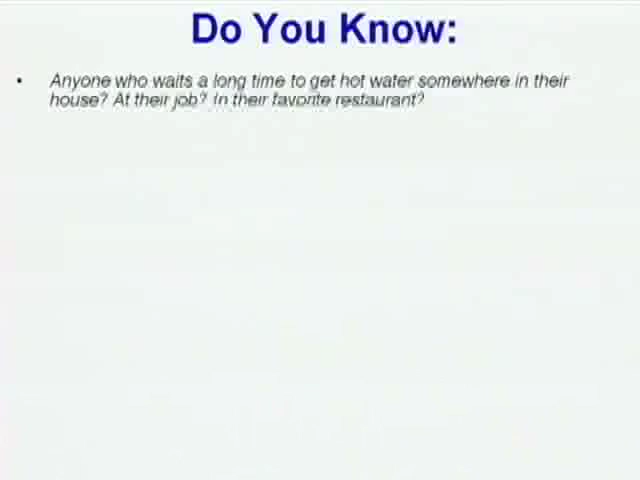 Do You Know:
• Anyone who waits a long time to get hot water somewhere in their
house? At their job? In their favorite restaurant?